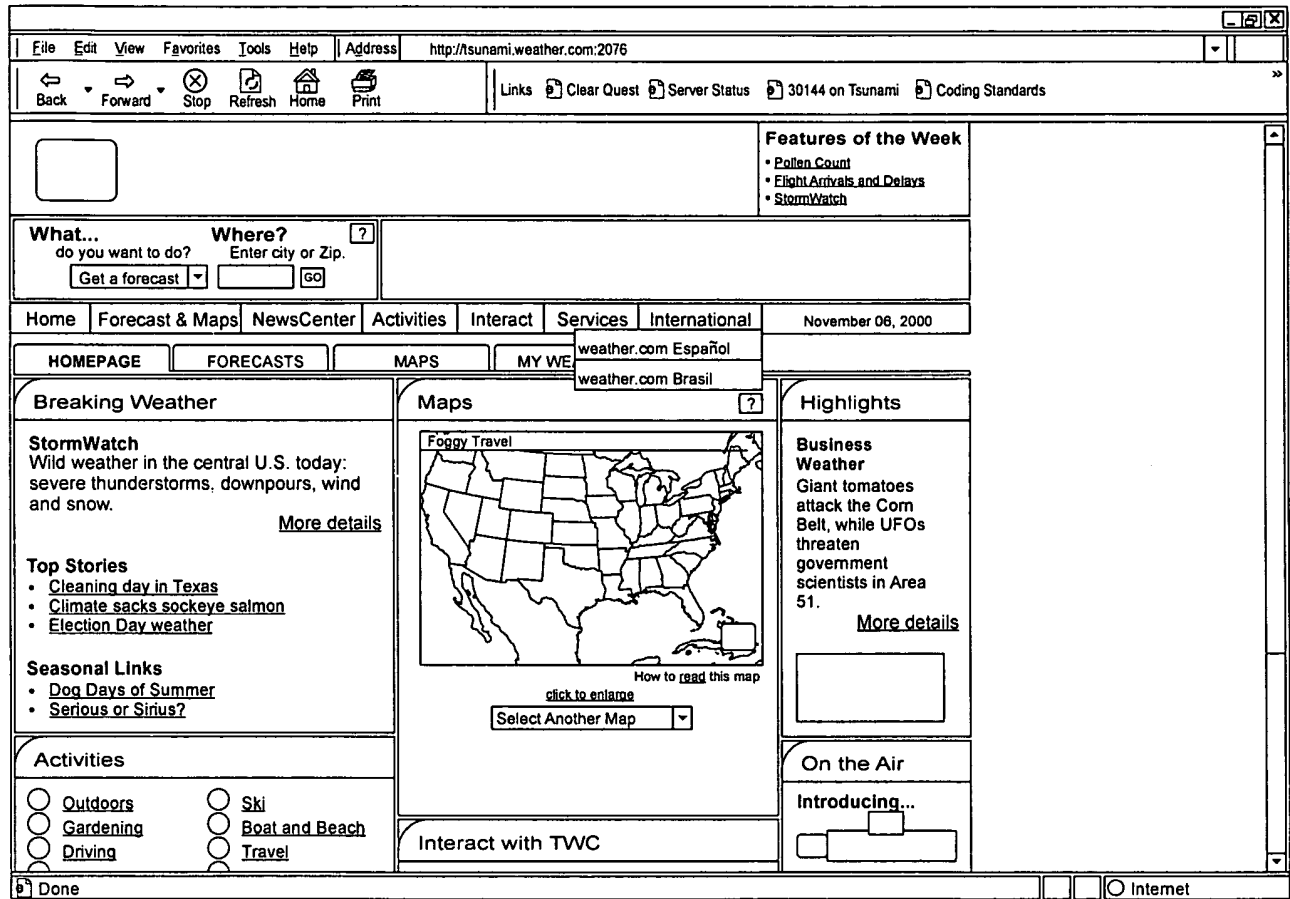 File Edit View Favorites Tools Help Address http://tsunami.weather.com:2076
Back Forward Stop Refresh Home Print Links Clear Quest Server Status 30144 on Tsunami Coding Standards »
Features of the Week
• Pollen Count
• Flight Arrivals and Delays
• StormWatch
What... Where? ?
do you want to do? Enter city or Zip.
Get a forecast GO
Home Forecast & Maps NewsCenter Activities Interact Services International November 06, 2000
weather.com Español
weather.com Brasil
HOMEPAGE FORECASTS MAPS MY WEA
Breaking Weather
StormWatch
Wild weather in the central U.S. today:
severe thunderstorms, downpours, wind
and snow.
More details
Top Stories
• Cleaning day in Texas
• Climate sacks sockeye salmon
• Election Day weather
Seasonal Links
• Dog Days of Summer
• Serious or Sirius?
Activities
Outdoors Ski
Gardening Boat and Beach
Driving Travel
Maps ?
Foggy Travel
How to read this map
click to enlarge
Select Another Map
Interact with TWC
Highlights
Business
Weather
Giant tomatoes
attack the Corn
Belt, while UFOs
threaten
government
scientists in Area
51.
More details
On the Air
Introducing...
Done Internet